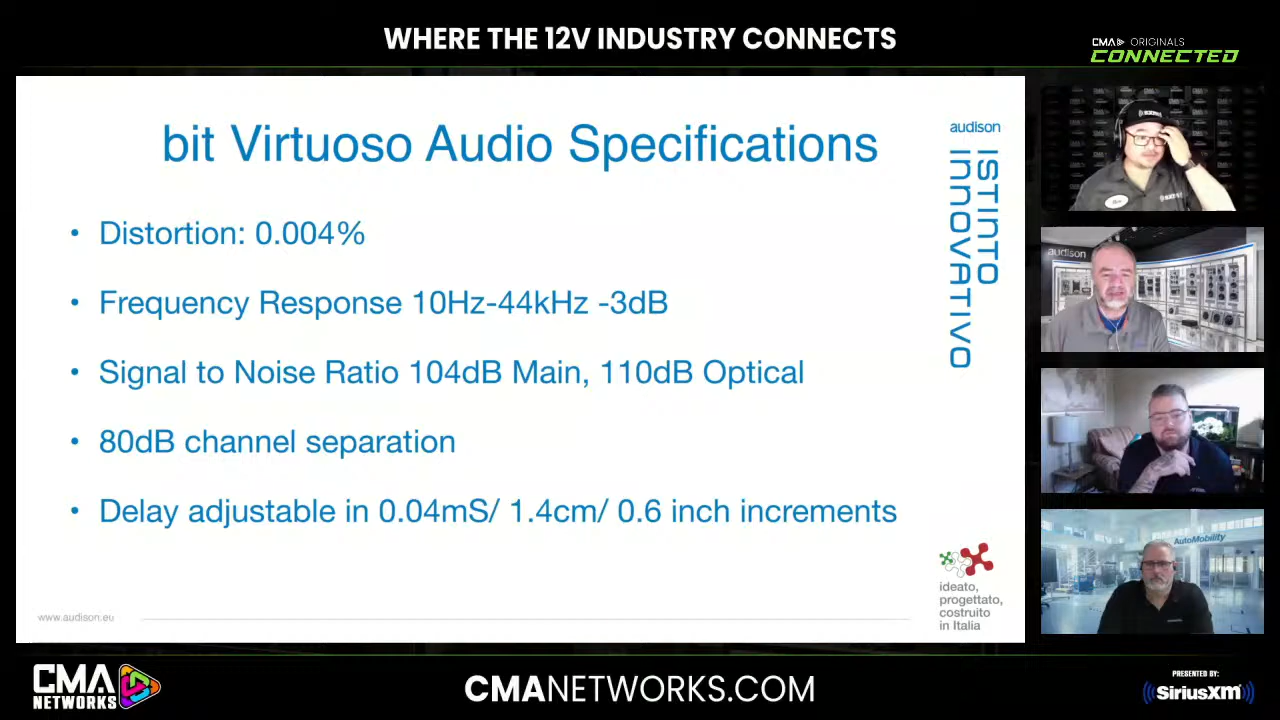 WHERE THE 12V INDUSTRY CONNECTS
CMA ORIGINALS
CONNECTED
bit Virtuoso Audio Specifications
• Distortion: 0.004%
• Frequency Response 10Hz-44kHz -3dB
• Signal to Noise Ratio 104dB Main, 110dB Optical
• 80dB channel separation
• Delay adjustable in 0.04mS/ 1.4cm/ 0.6 inch increments
audison
ISTINTO
INNOVATIVO
ideato,
progettato,
costruito
in Italia
www.audison.eu
audison
AutoMobility
CMA
NETWORKS
CMANETWORKS.COM
PRESENTED BY:
SiriusXM